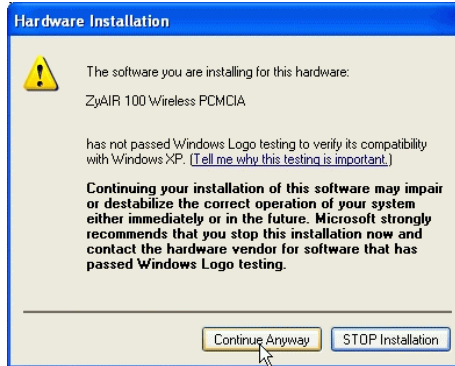 Hardware Installation
The software you are installing for this hardware:
ZyAIR 100 Wireless PCMCIA
has not passed Windows Logo testing to verify its compatibility
with Windows XP. (Tell me why this testing is important.)
Continuing your installation of this software may impair
or destabilize the correct operation of your system
either immediately or in the future. Microsoft strongly
recommends that you stop this installation now and
contact the hardware vendor for software that has
passed Windows Logo testing.
Continue Anyway
STOP Installation